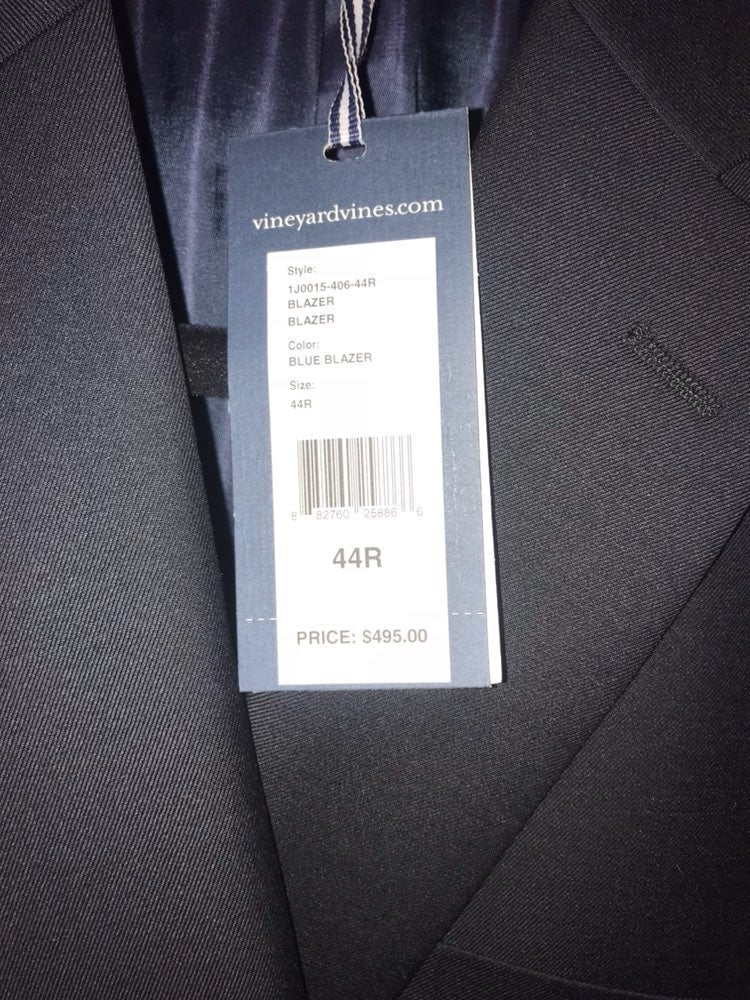 vineyardvines.com
Style:
1J0015-406-44R
BLAZER
BLAZER
Color:
BLUE BLAZER
Size:
44R
8 82760 25886 6
44R
PRICE: $495.00